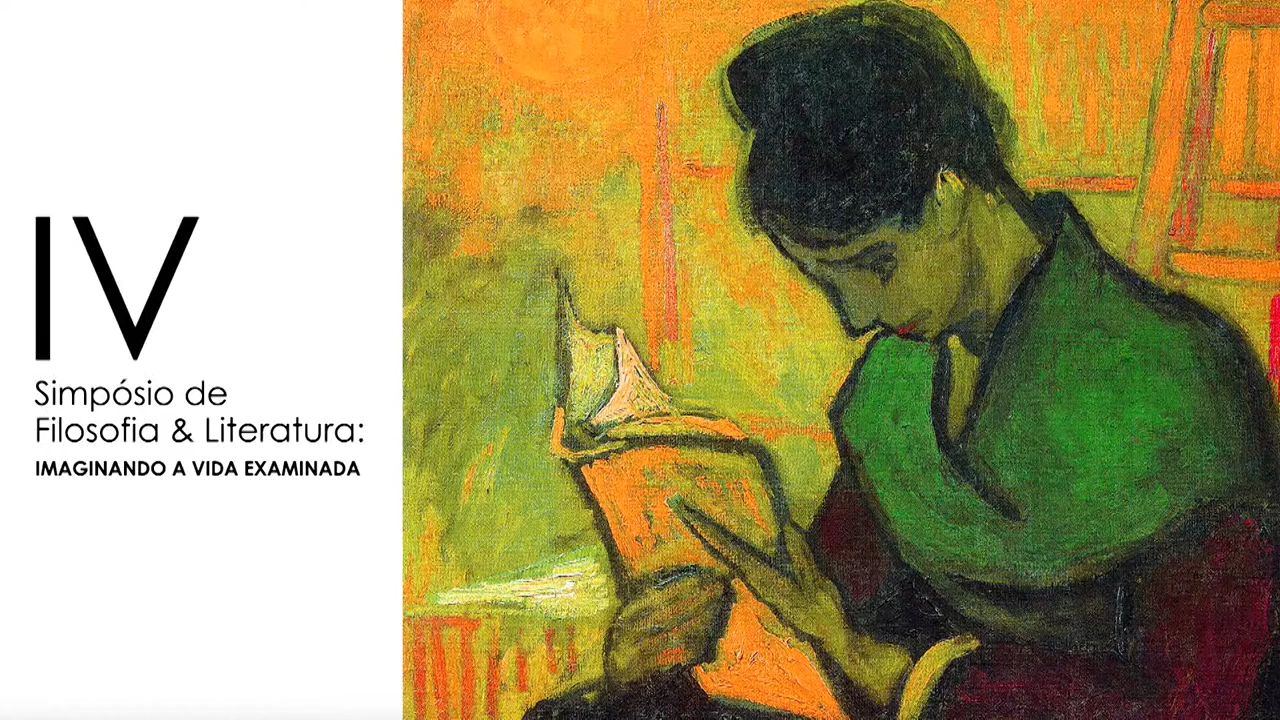 IV
Simpósio de
Filosofia & Literatura:
IMAGINANDO A VIDA EXAMINADA